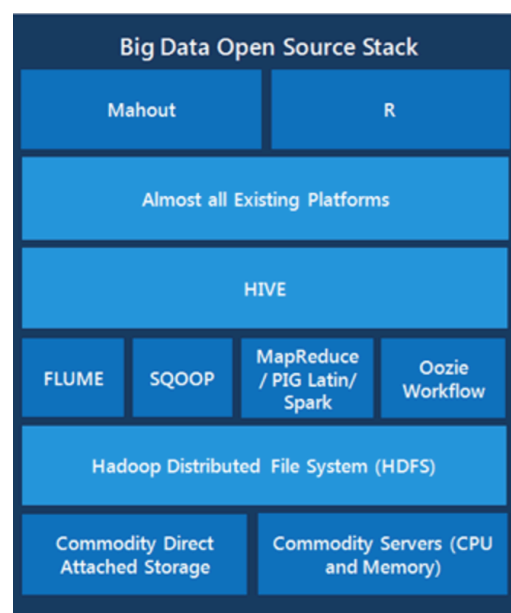 Big Data Open Source Stack
Mahout
R
Almost all Existing Platforms
HIVE
FLUME
SQOOP
MapReduce
/ PIG Latin/
Spark
Oozie
Workflow
Hadoop Distributed File System (HDFS)
Commodity Direct
Attached Storage
Commodity Servers (CPU
and Memory)